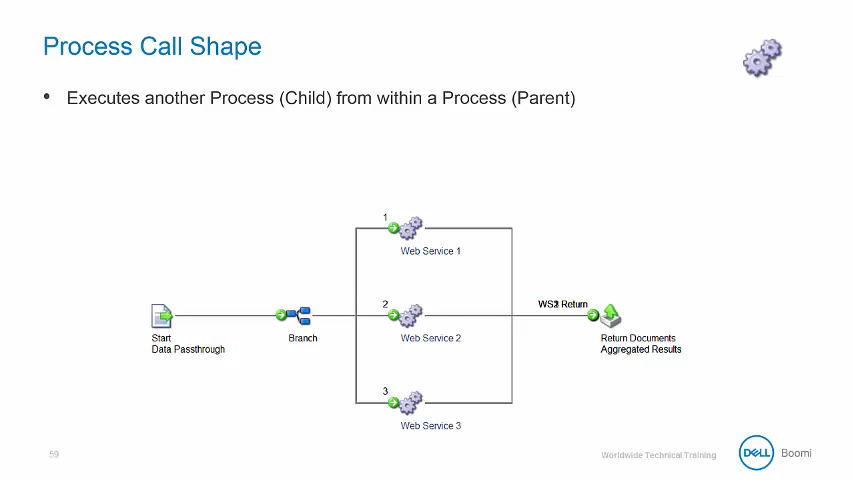 Process Call Shape
• Executes another Process (Child) from within a Process (Parent)
1
Web Service 1
2
WS3 Return
Start
Data Passthrough
Branch
Web Service 2
Return Documents
Aggregated Results
3
Web Service 3
59
Worldwide Technical Training
DELL
Boomi